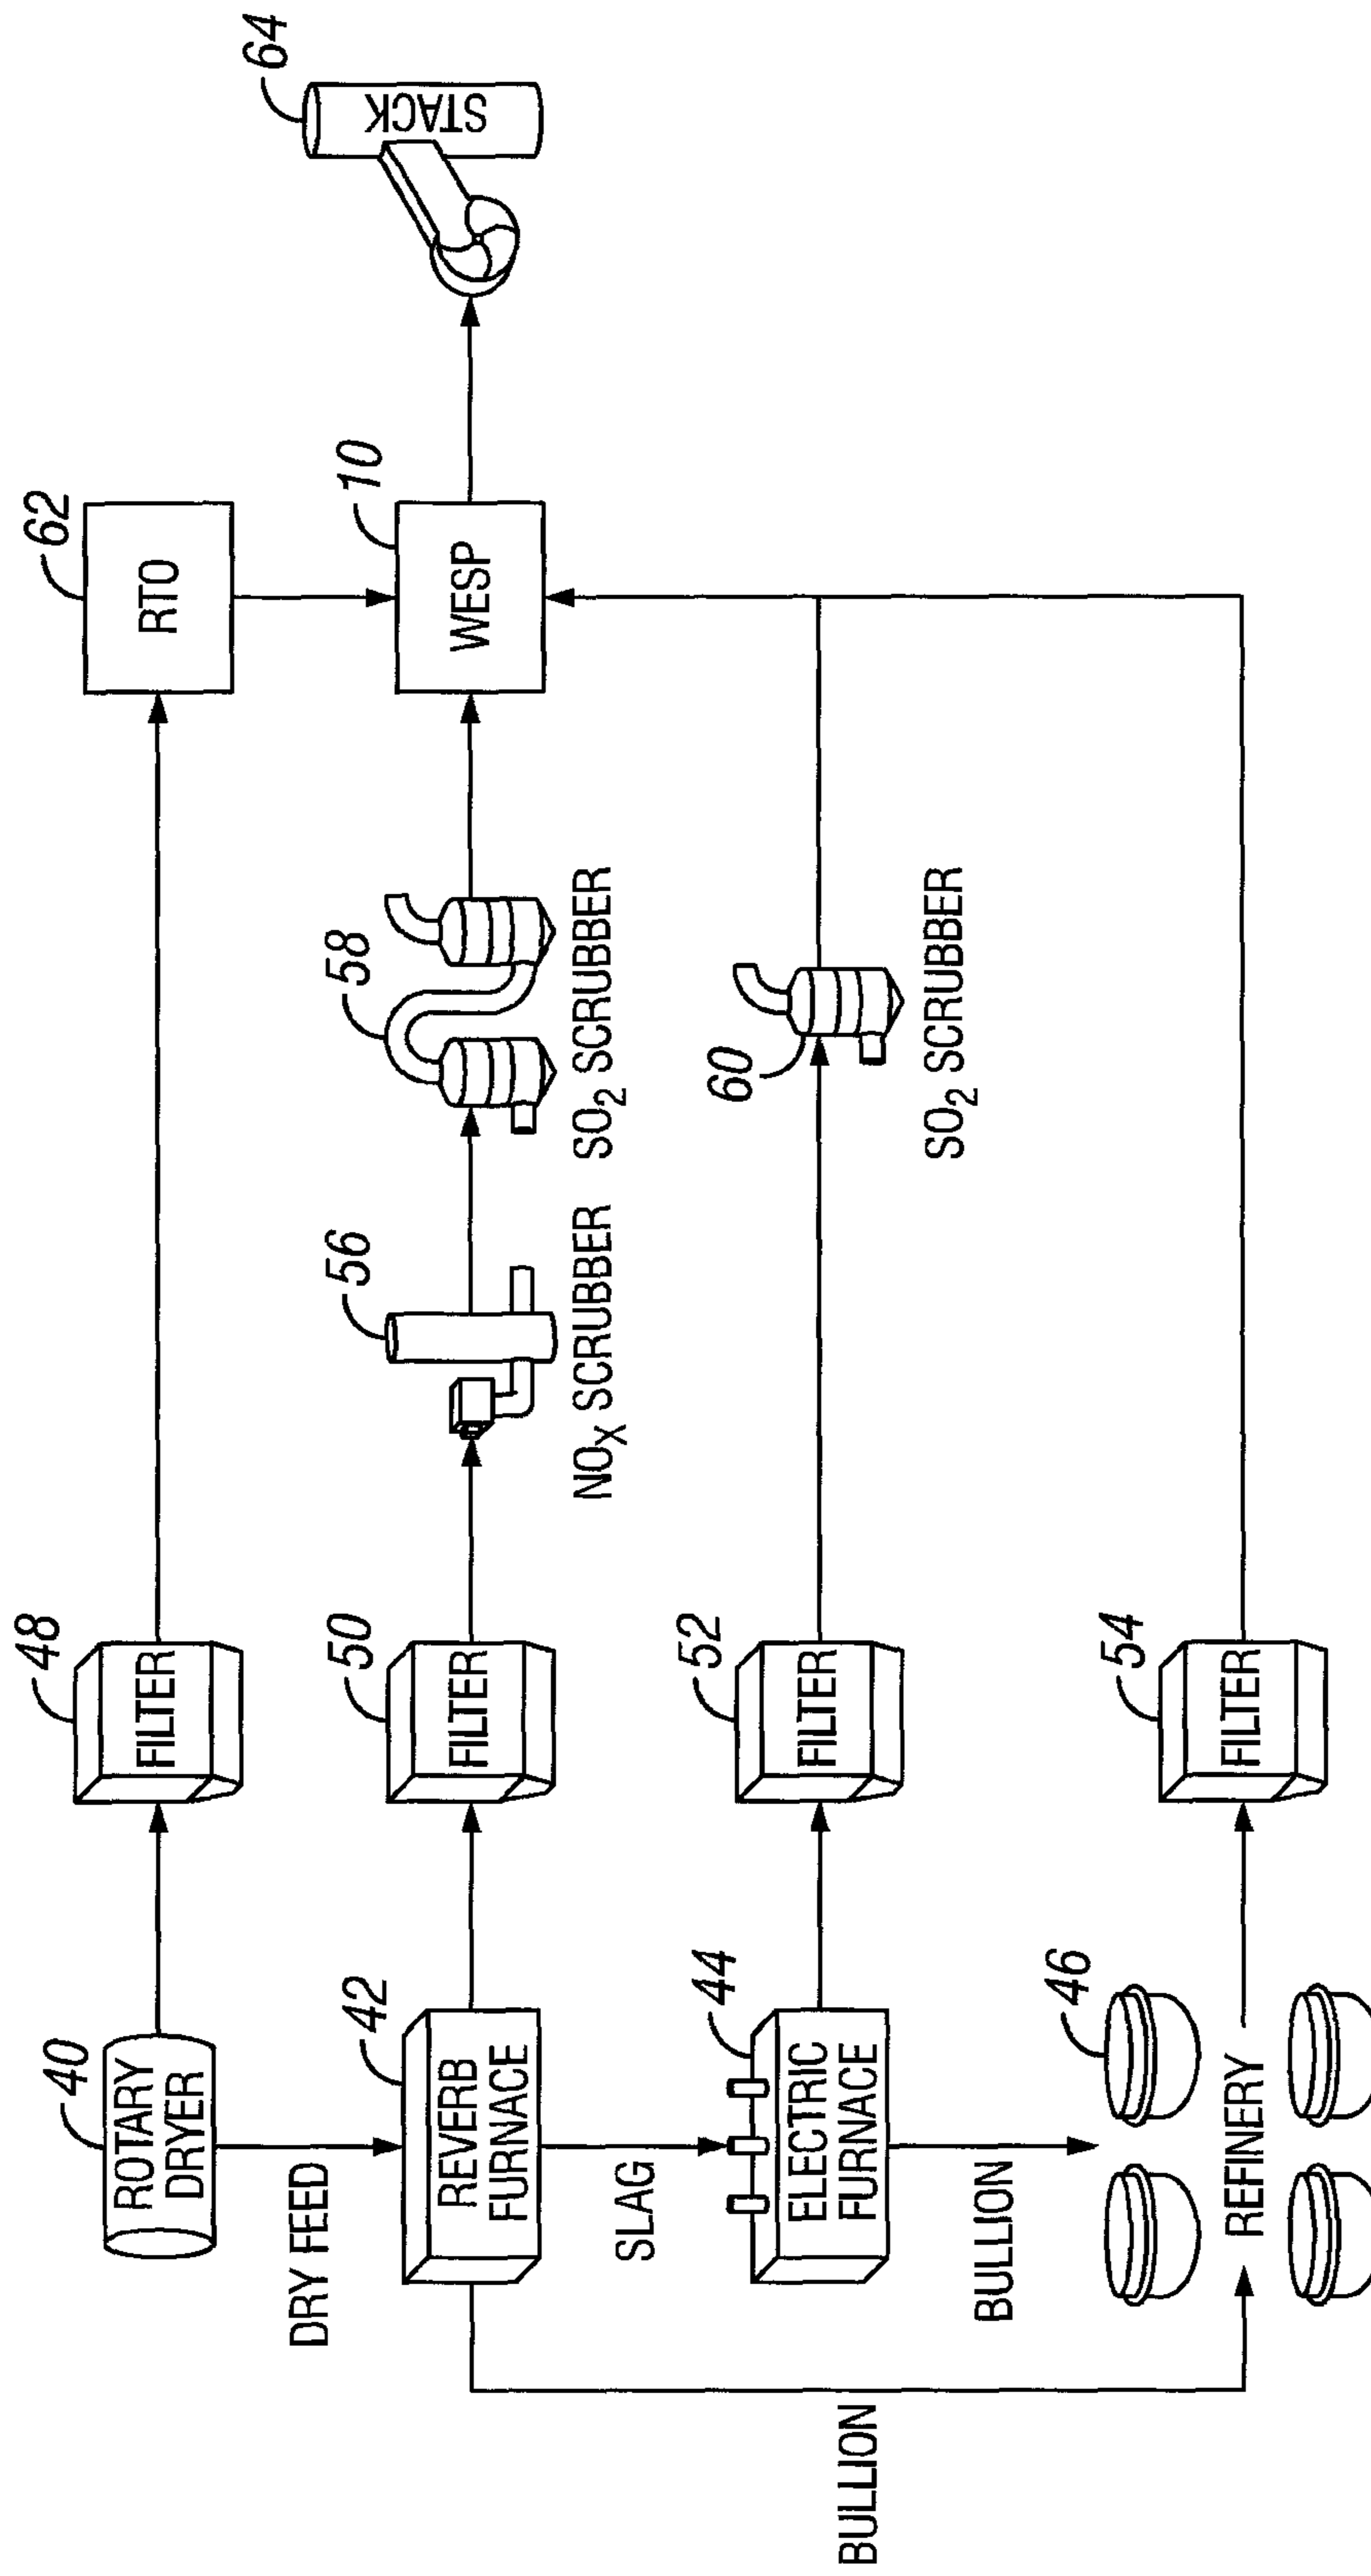 40
ROTARY
DRYER
48
FILTER
62
RTO
DRY FEED
42
REVERB
FURNACE
50
FILTER
56
NOX SCRUBBER
58
SO2 SCRUBBER
10
WESP
64
STACK
SLAG
44
ELECTRIC
FURNACE
52
FILTER
60
SO2 SCRUBBER
BULLION
BULLION
46
REFINERY
54
FILTER